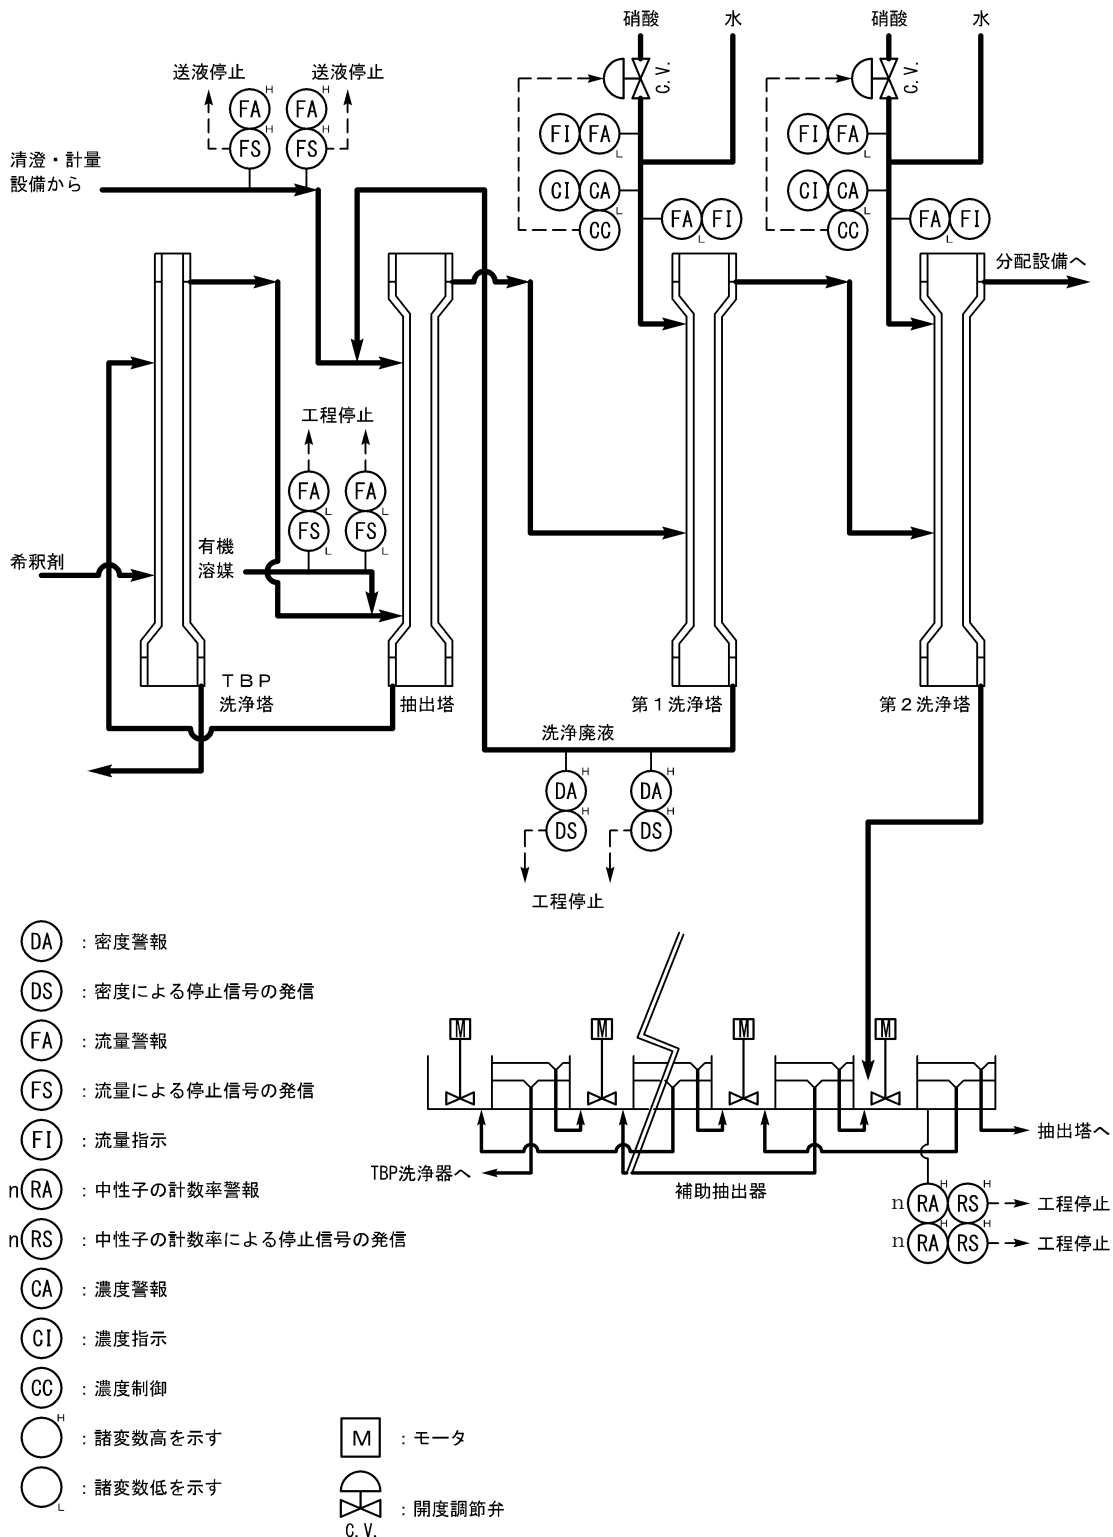 硝酸
水
硝酸
水
送液停止
送液停止
C.V.
C.V.
H
FA
H
FS
H
FA
H
FS
FI
FA
L
CI
CA
L
CC
FA
L
FI
FI
FA
L
CI
CA
L
CC
FA
L
FI
清澄・計量
設備から
分配設備へ
工程停止
FA
L
FS
L
FA
L
FS
L
有機
溶媒
希釈剤
TBP
洗浄塔
抽出塔
第1洗浄塔
第2洗浄塔
洗浄廃液
H
DA
H
DS
H
DA
H
DS
工程停止
M
M
M
M
抽出塔へ
TBP洗浄器へ
補助抽出器
n
RA
H
RS
H
工程停止
n
RA
H
RS
H
工程停止
DA : 密度警報
DS : 密度による停止信号の発信
FA : 流量警報
FS : 流量による停止信号の発信
FI : 流量指示
n RA : 中性子の計数率警報
n RS : 中性子の計数率による停止信号の発信
CA : 濃度警報
CI : 濃度指示
CC : 濃度制御
H : 諸変数高を示す
L : 諸変数低を示す
M : モータ
: 開度調節弁
C.V.